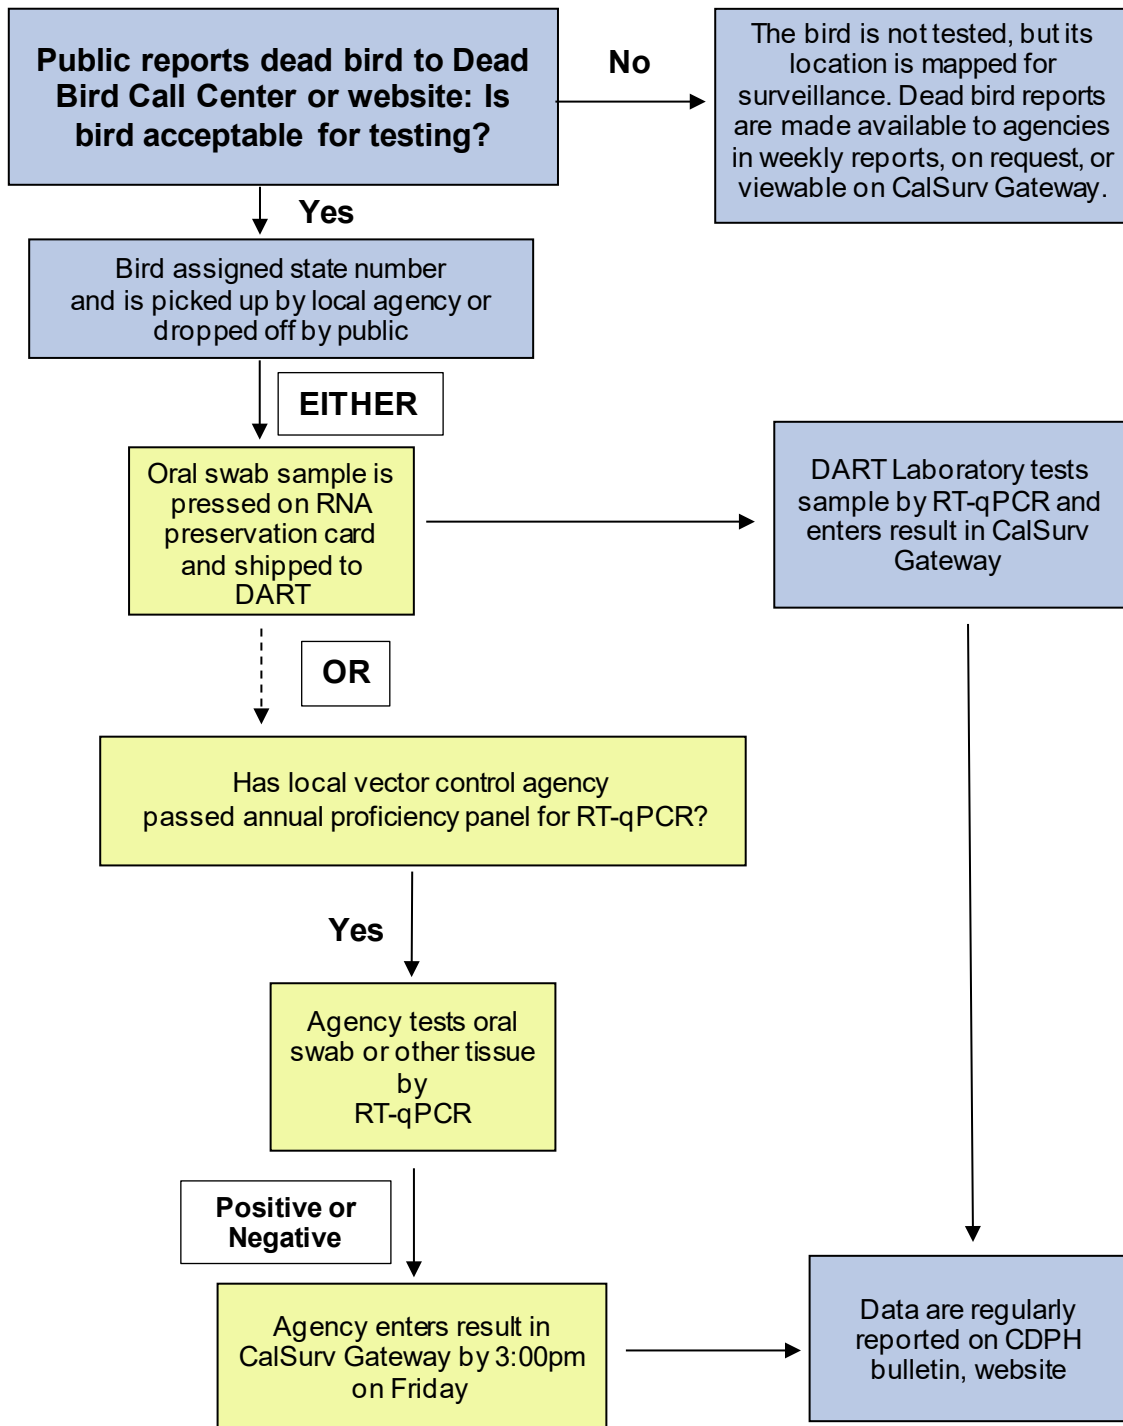 Public reports dead bird to Dead
Bird Call Center or website: Is
bird acceptable for testing?
No
The bird is not tested, but its
location is mapped for
surveillance. Dead bird reports
are made available to agencies
in weekly reports, on request, or
viewable on CalSurv Gateway.
Yes
Bird assigned state number
and is picked up by local agency or
dropped off by public
EITHER
Oral swab sample is
pressed on RNA
preservation card
and shipped to
DART
DART Laboratory tests
sample by RT-qPCR and
enters result in CalSurv
Gateway
OR
Has local vector control agency
passed annual proficiency panel for RT-qPCR?
Yes
Agency tests oral
swab or other tissue
by
RT-qPCR
Positive or
Negative
Agency enters result in
CalSurv Gateway by 3:00pm
on Friday
Data are regularly
reported on CDPH
bulletin, website